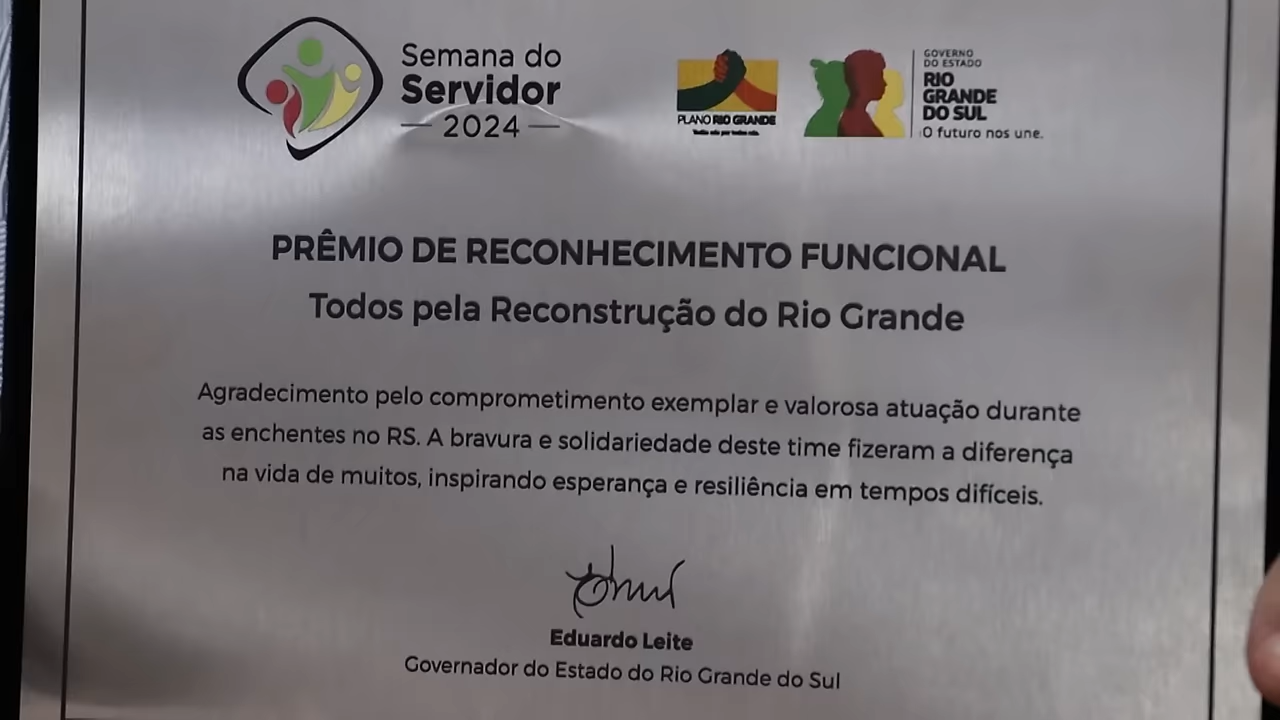 Semana do
Servidor
2024
PLANO RIO GRANDE
GOVERNO
DO ESTADO
RIO
GRANDE
DO SUL
O futuro nos une.
PRÊMIO DE RECONHECIMENTO FUNCIONAL
Todos pela Reconstrução do Rio Grande
Agradecimento pelo comprometimento exemplar e valorosa atuação durante
as enchentes no RS. A bravura e solidariedade deste time fizeram a diferença
na vida de muitos, inspirando esperança e resiliência em tempos difíceis.
Eduardo Leite
Governador do Estado do Rio Grande do Sul